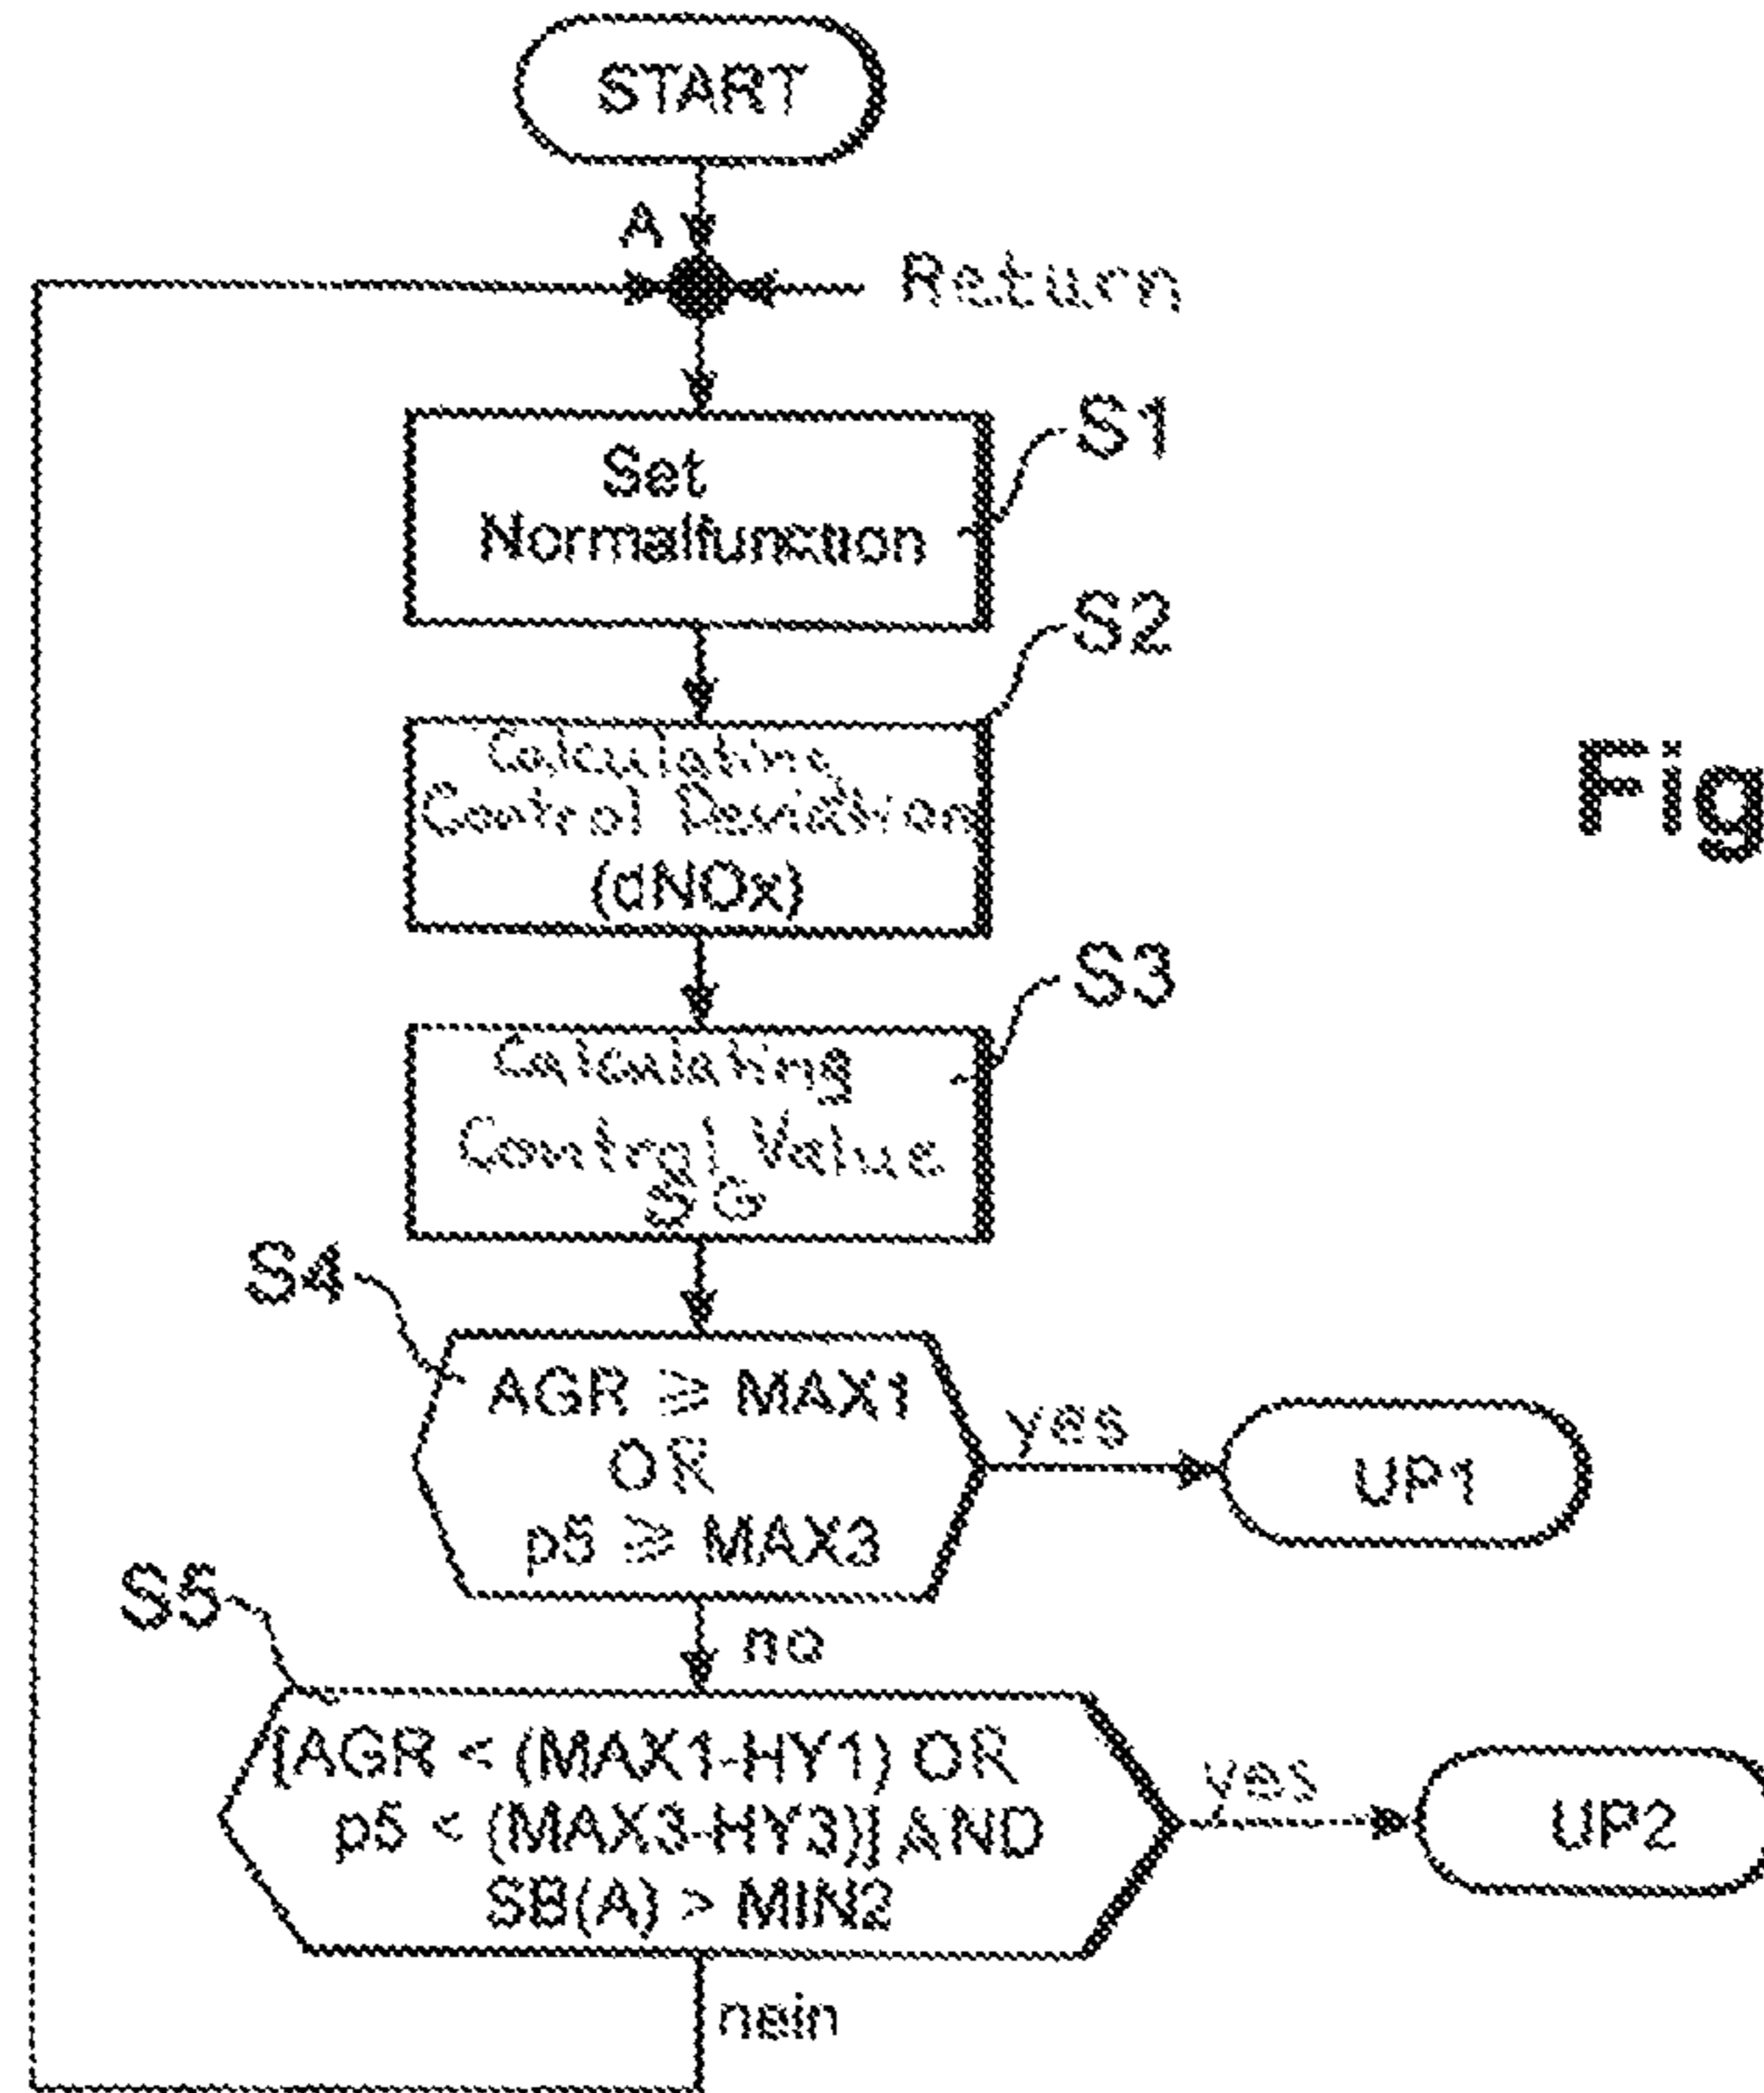 START
A
Return
Set
Normalfunction
S1
S2
Calculating
Control Deviation
(dNOx)
Fig
S3
Calculating
Control Value
SG
S4
AGR ≥ MAX1
OR
p5 ≥ MAX3
yes
UP1
no
S5
[AGR < (MAX1-HY1) OR
p5 < (MAX3-HY3)] AND
SB(A) > MIN2
yes
UP2
nein